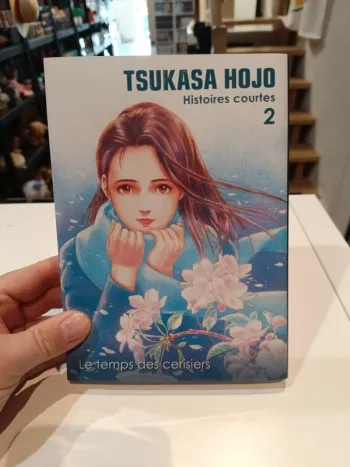 TSUKASA HOJO
Histoires courtes
2
Le temps des cerisiers